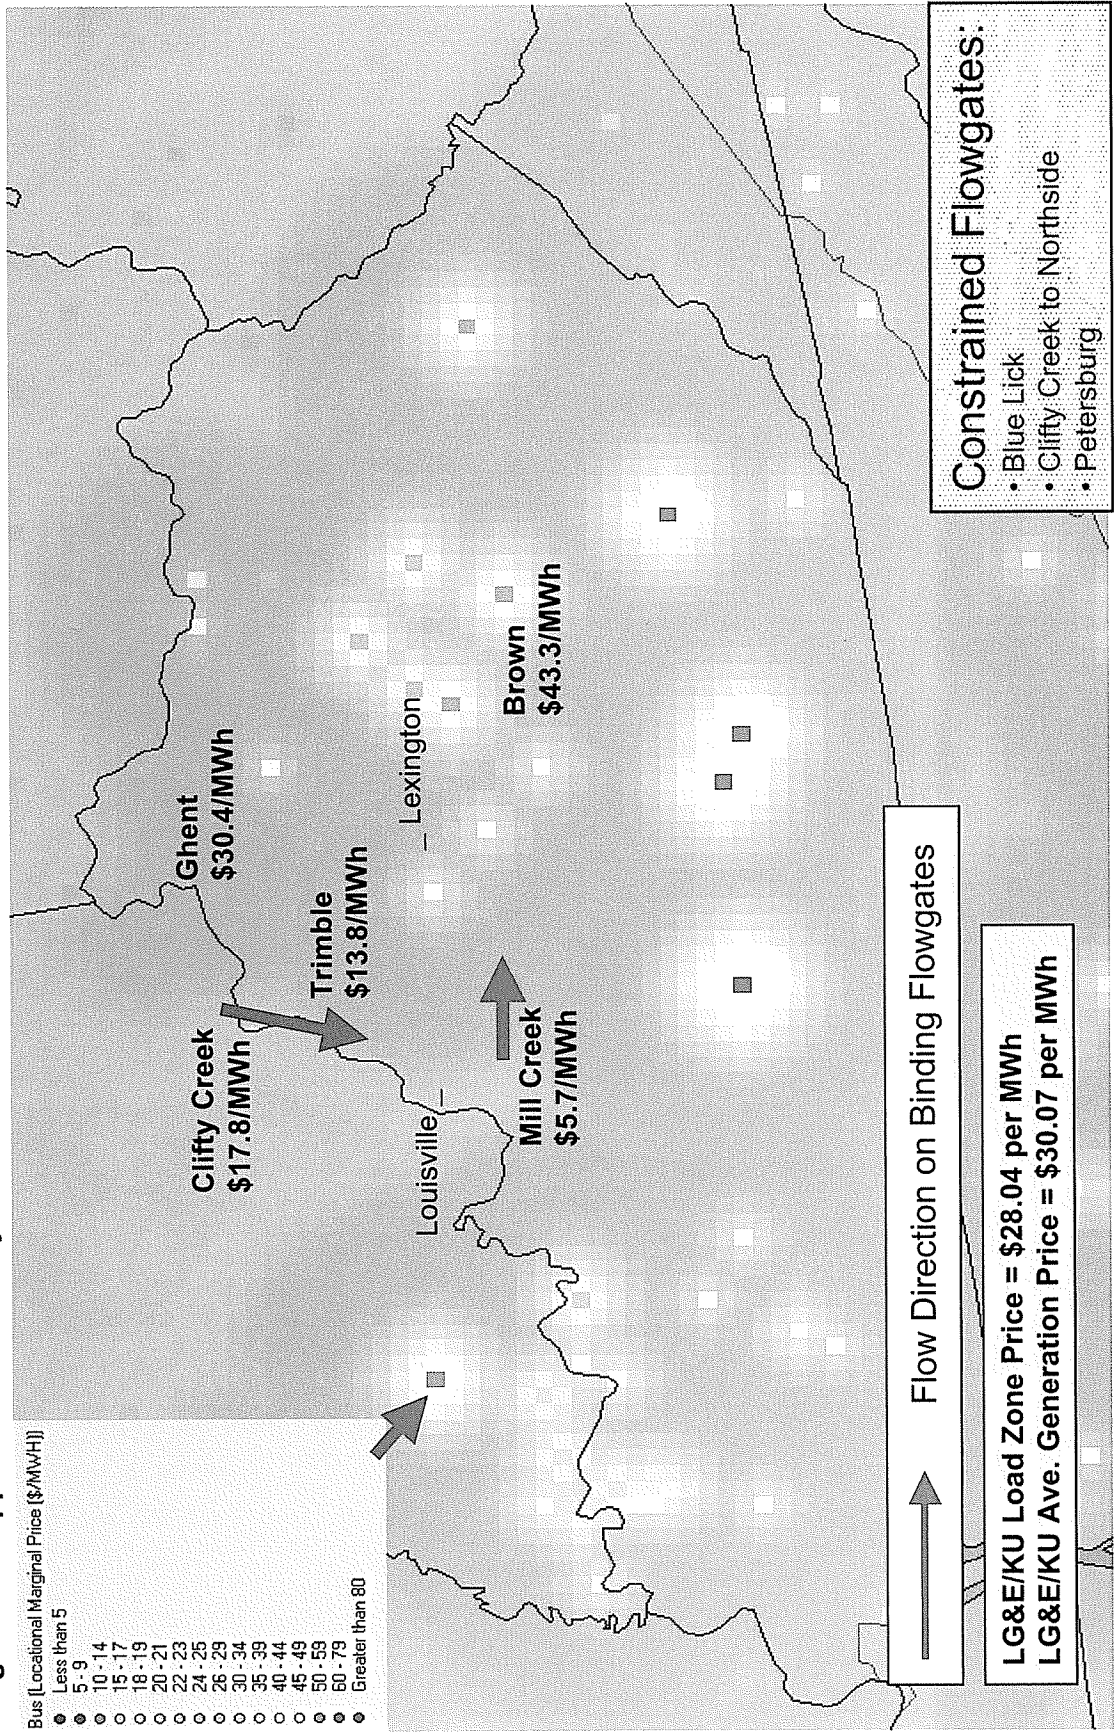 Bus [Locational Marginal Price ($/MWH)]
Less than 5
5 - 9
10 - 14
15 - 17
18 - 19
20 - 21
22 - 23
24 - 25
26 - 29
30 - 34
35 - 39
40 - 44
45 - 49
50 - 59
60 - 79
Greater than 80
Clifty Creek
$17.8/MWh
Ghent
$30.4/MWh
Trimble
$13.8/MWh
Louisville
Lexington
Mill Creek
$5.7/MWh
Brown
$43.3/MWh
Flow Direction on Binding Flowgates
LG&E/KU Load Zone Price = $28.04 per MWh
LG&E/KU Ave. Generation Price = $30.07 per MWh
Constrained Flowgates:
• Blue Lick
• Clifty Creek to Northside
• Petersburg